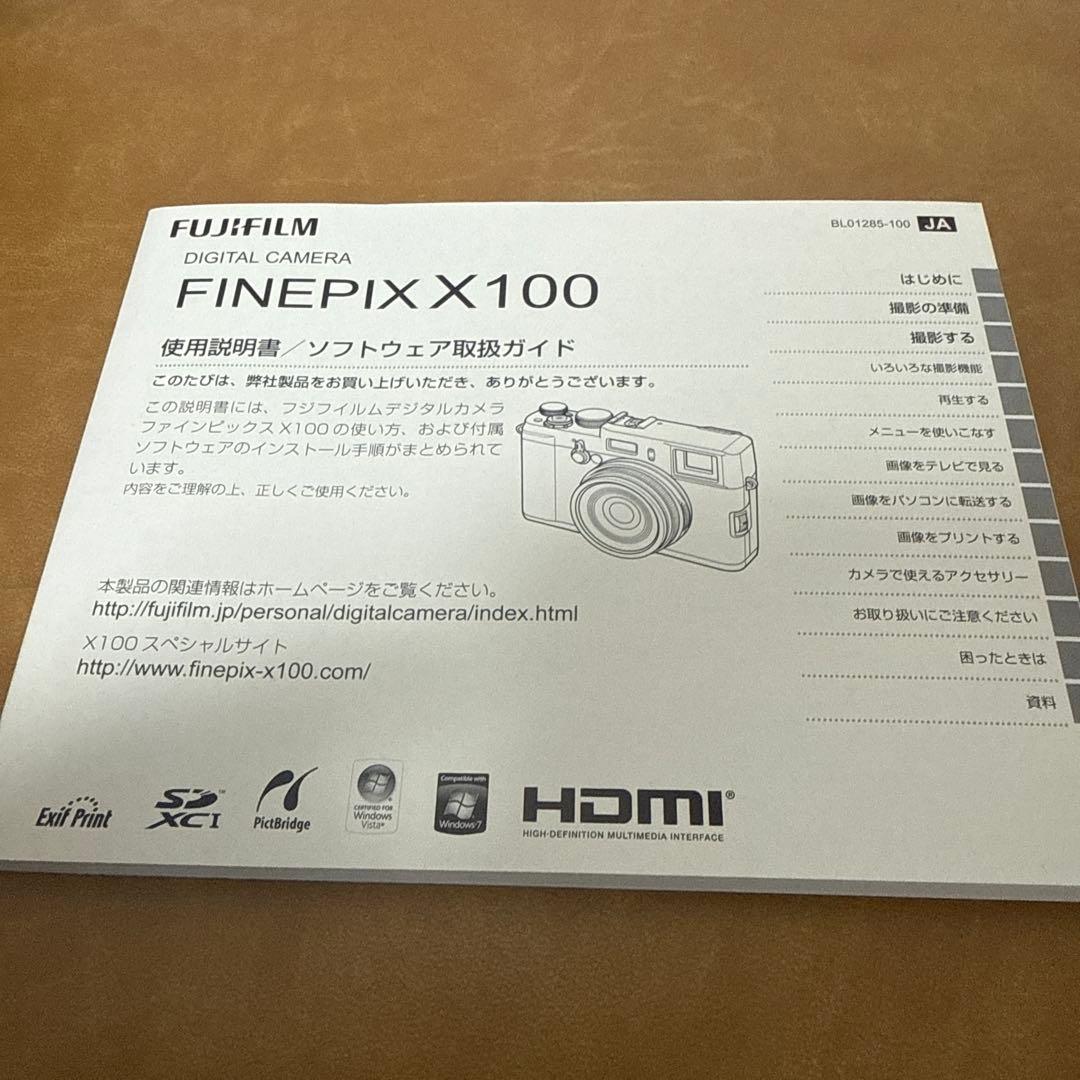 FUJIFILM
BL01285-100 JA
DIGITAL CAMERA
FINEPIX X100
使用説明書/ソフトウェア取扱ガイド
このたびは、弊社製品をお買い上げいただき、ありがとうございます。
この説明書には、フジフイルムデジタルカメラ
ファインピックス X100 の使い方、および付属
ソフトウェアのインストール手順がまとめられて
います。
内容をご理解の上、正しくご使用ください。
本製品の関連情報はホームページをご覧ください。
http://fujifilm.jp/personal/digitalcamera/index.html
X100 スペシャルサイト
http://www.finepix-x100.com/
はじめに
撮影の準備
撮影する
いろいろな撮影機能
再生する
メニューを使いこなす
画像をテレビで見る
画像をパソコンに転送する
画像をプリントする
カメラで使えるアクセサリー
お取り扱いにご注意ください
困ったときは
資料
Exif Print
SD XC I ™
PictBridge
CERTIFIED FOR
Windows
Vista®
Compatible with
Windows® 7
HDMI®
HIGH-DEFINITION MULTIMEDIA INTERFACE